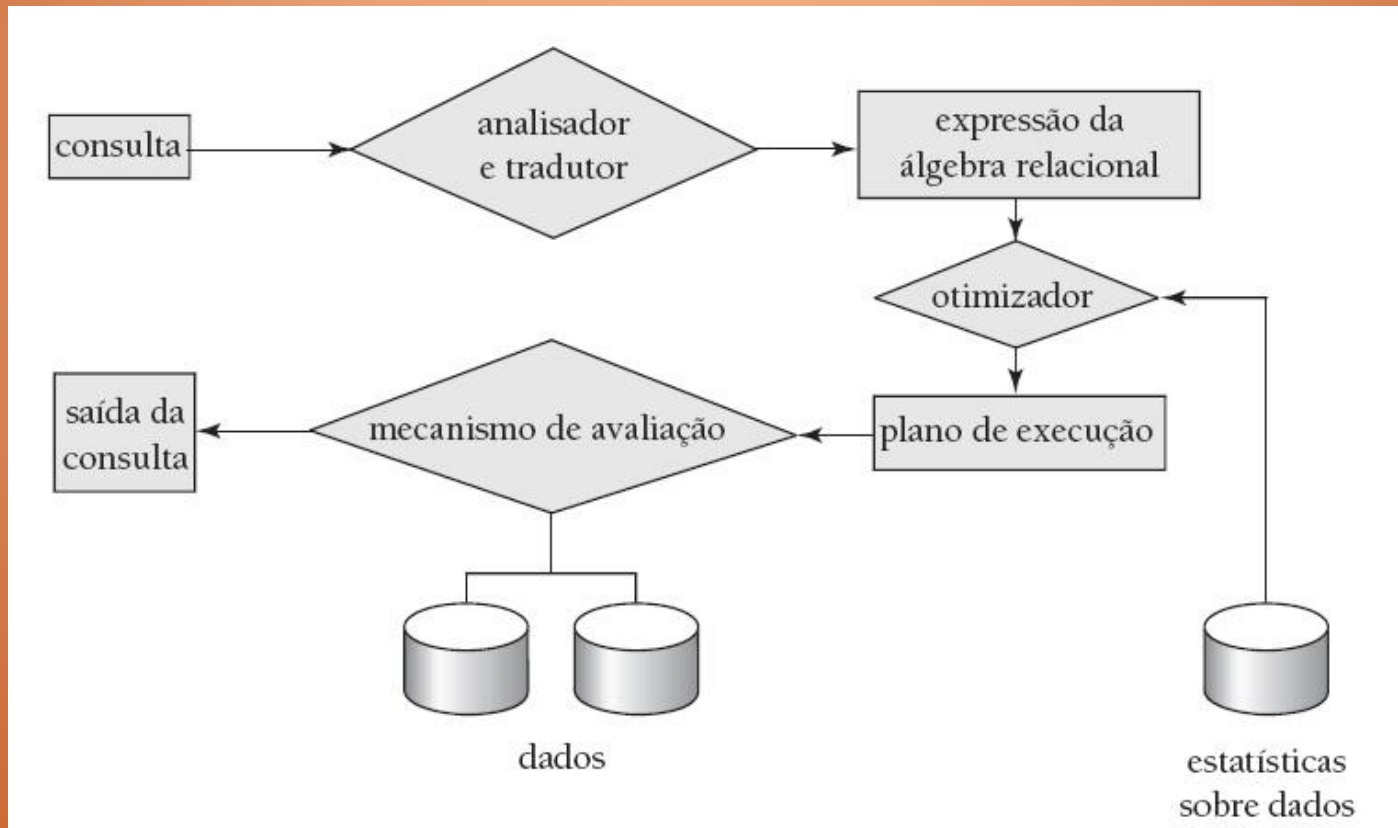 consulta
analisador
e tradutor
expressão da
álgebra relacional
otimizador
saída da
consulta
mecanismo de avaliação
plano de execução
dados
estatísticas
sobre dados